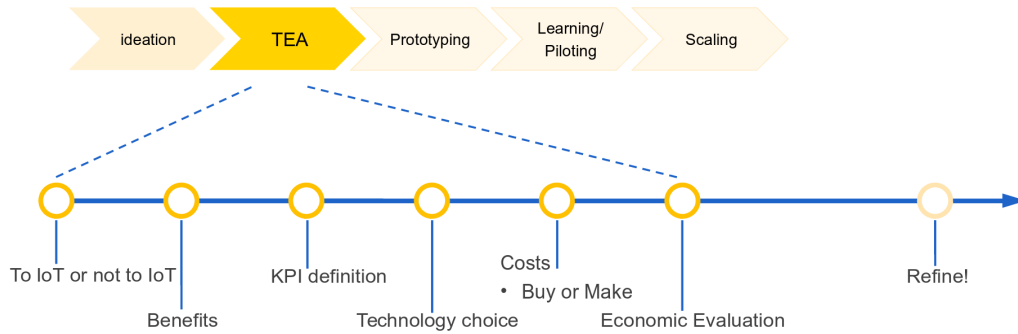 ideation
TEA
Prototyping
Learning/
Piloting
Scaling
To IoT or not to IoT
Benefits
KPI definition
Technology choice
Costs
• Buy or Make
Economic Evaluation
Refine!